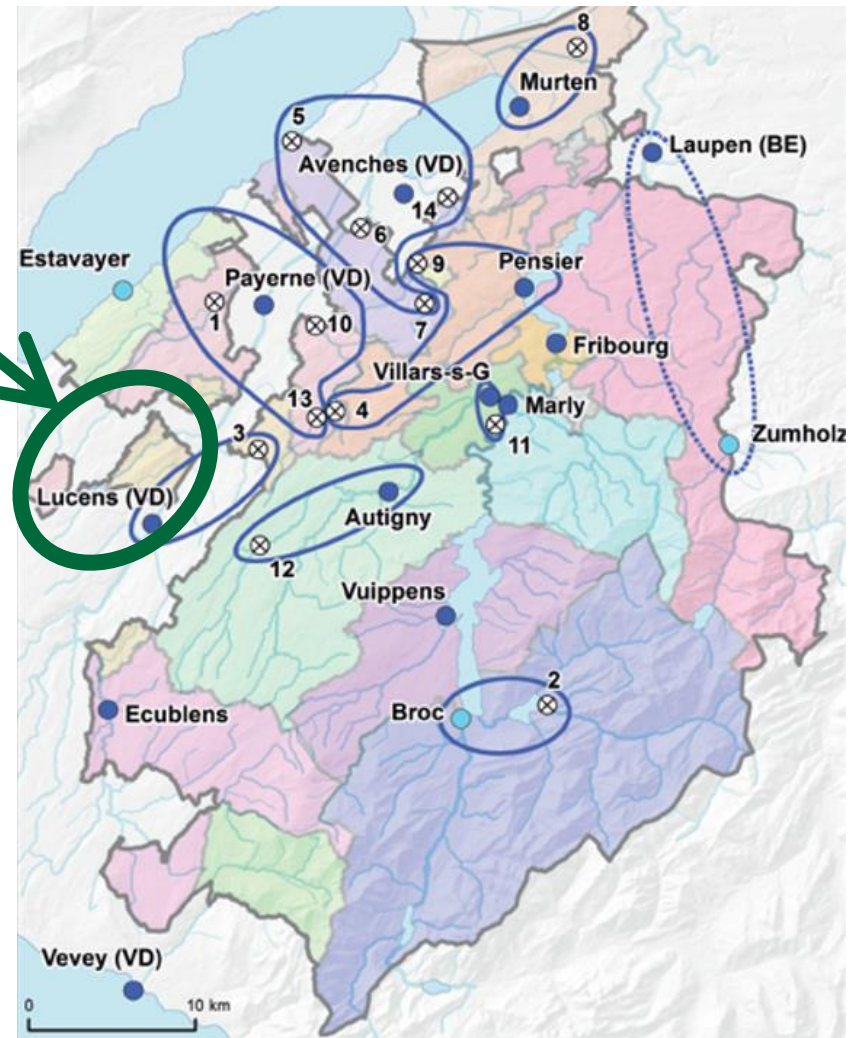 8
Murten
5
Laupen (BE)
Avenches (VD)
14
6
Estavayer
9
Payerne (VD)
Pensier
1
10
7
Fribourg
Villars-s-G
13
4
Marly
3
11
Zumholz
Lucens (VD)
Autigny
12
Vuippens
2
Broc
Ecublens
Vevey (VD)
0 10 km